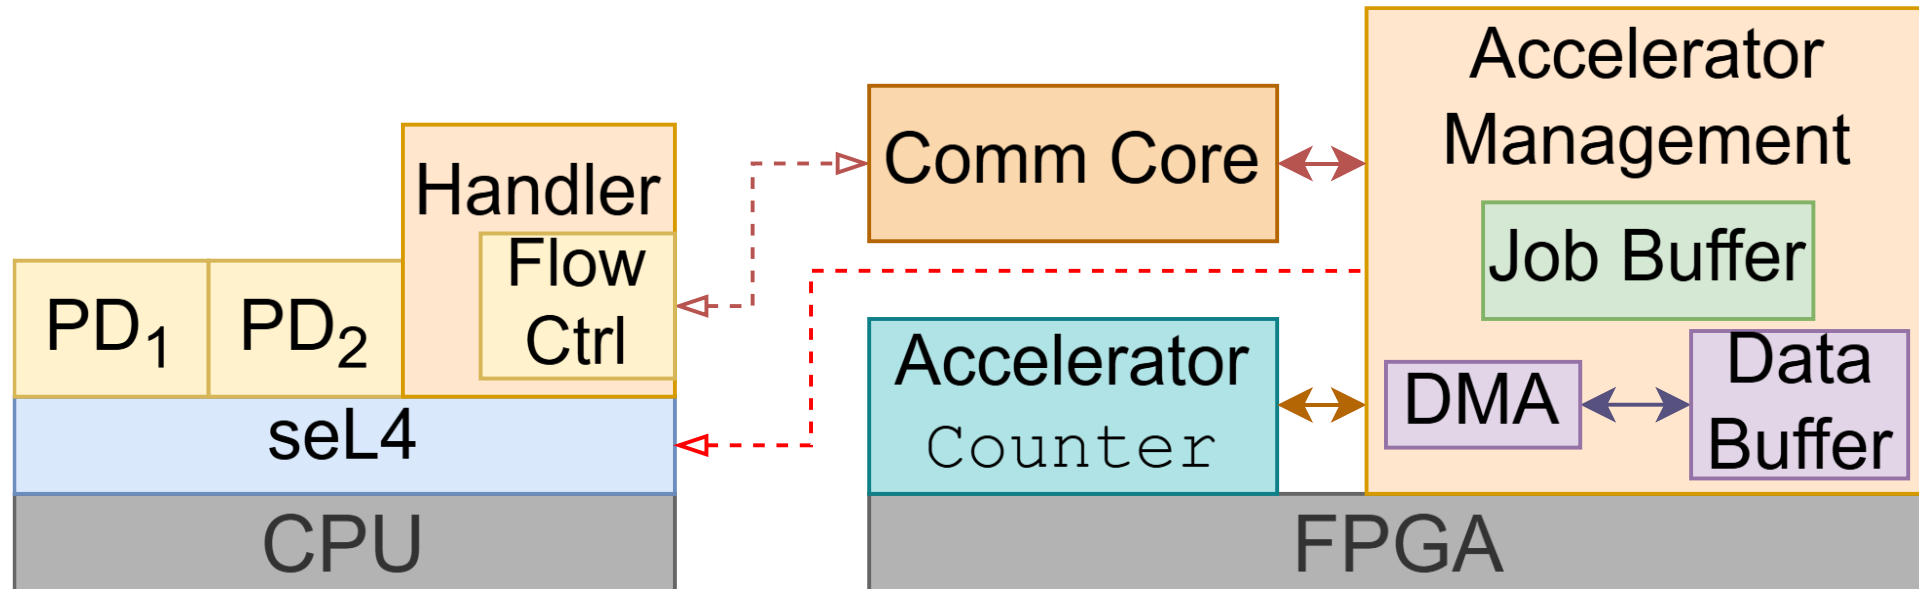 PD₁
PD₂
Handler
Flow
Ctrl
seL4
CPU
Comm Core
Accelerator
Counter
Accelerator
Management
Job Buffer
DMA
Data
Buffer
FPGA